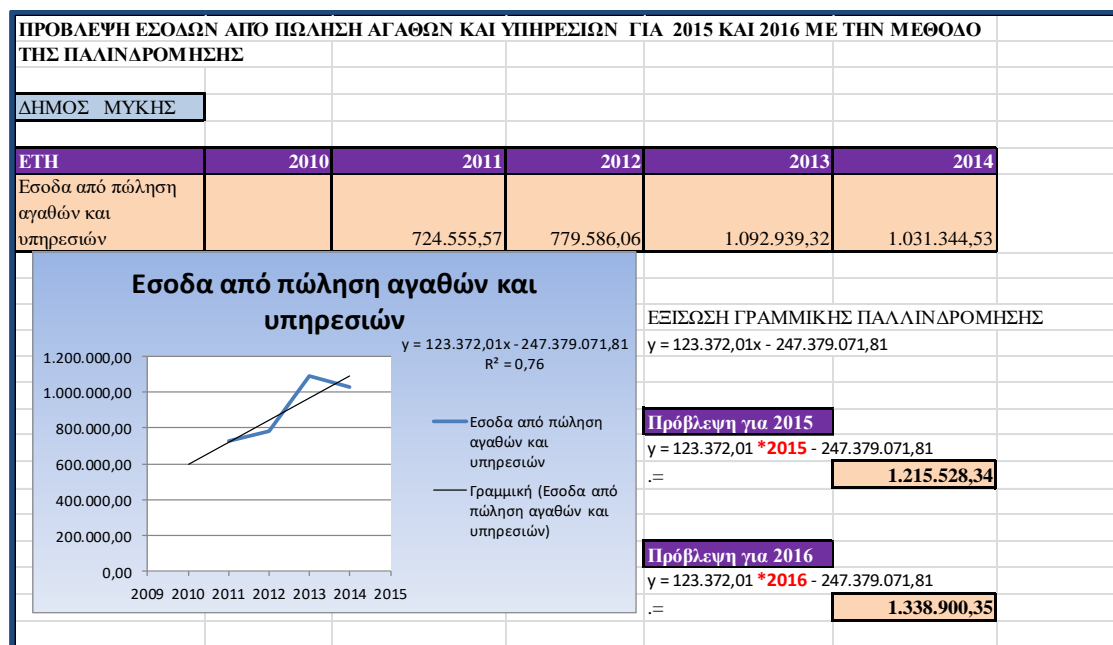 ΠΡΟΒΛΕΨΗ ΕΣΟΔΩΝ ΑΠΌ ΠΩΛΗΣΗ ΑΓΑΘΩΝ ΚΑΙ ΥΠΗΡΕΣΙΩΝ ΓΙΑ 2015 ΚΑΙ 2016 ΜΕ ΤΗΝ ΜΕΘΟΔΟ
ΤΗΣ ΠΑΛΙΝΔΡΟΜΗΣΗΣ
ΔΗΜΟΣ ΜΥΚΗΣ
ΕΤΗ 2010 2011 2012 2013 2014
Εσοδα από πώληση
αγαθών και
υπηρεσιών 724.555,57 779.586,06 1.092.939,32 1.031.344,53
Εσοδα από πώληση αγαθών και
υπηρεσιών
y = 123.372,01x - 247.379.071,81
R² = 0,76
1.200.000,00
1.000.000,00
800.000,00
600.000,00
400.000,00
200.000,00
0,00
2009 2010 2011 2012 2013 2014 2015
Εσοδα από πώληση
αγαθών και
υπηρεσιών
Γραμμική (Εσοδα από
πώληση αγαθών και
υπηρεσιών)
ΕΞΙΣΩΣΗ ΓΡΑΜΜΙΚΗΣ ΠΑΛΛΙΝΔΡΟΜΗΣΗΣ
y = 123.372,01x - 247.379.071,81
Πρόβλεψη για 2015
y = 123.372,01 *2015 - 247.379.071,81
.= 1.215.528,34
Πρόβλεψη για 2016
y = 123.372,01 *2016 - 247.379.071,81
.= 1.338.900,35